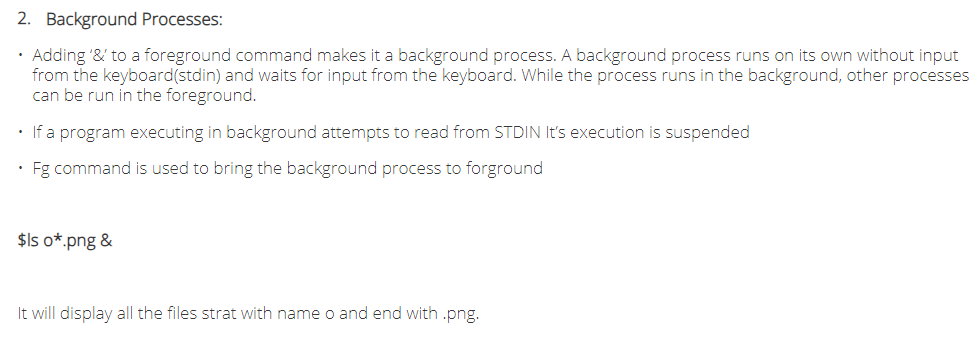 2. Background Processes:
• Adding ‘&’ to a foreground command makes it a background process. A background process runs on its own without input
from the keyboard(stdin) and waits for input from the keyboard. While the process runs in the background, other processes
can be run in the foreground.
• If a program executing in background attempts to read from STDIN It’s execution is suspended
• Fg command is used to bring the background process to forground
$ls o*.png &
It will display all the files strat with name o and end with .png.